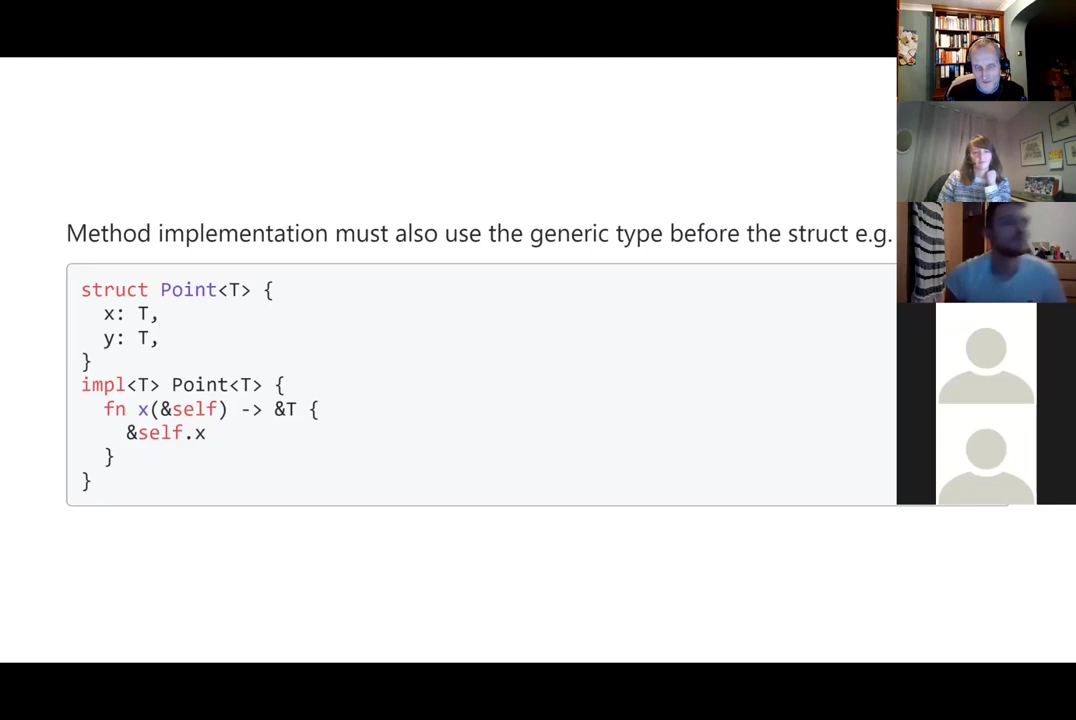 Method implementation must also use the generic type before the struct e.g.
struct Point<T> {
x: T,
y: T,
}
impl<T> Point<T> {
fn x(&self) -> &T {
&self.x
}
}